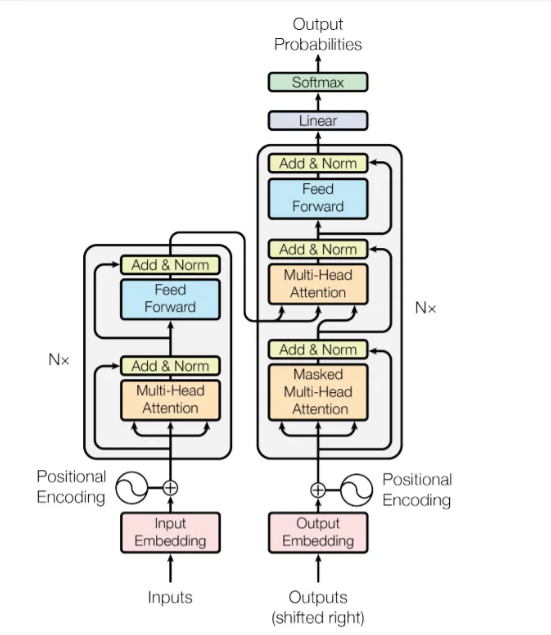 Output
Probabilities
Softmax
Linear
Add & Norm
Feed
Forward
Add & Norm
Multi-Head
Attention
Add & Norm
Masked
Multi-Head
Attention
Nx
Add & Norm
Feed
Forward
Add & Norm
Multi-Head
Attention
Nx
Positional
Encoding
Positional
Encoding
Input
Embedding
Output
Embedding
Inputs
Outputs
(shifted right)